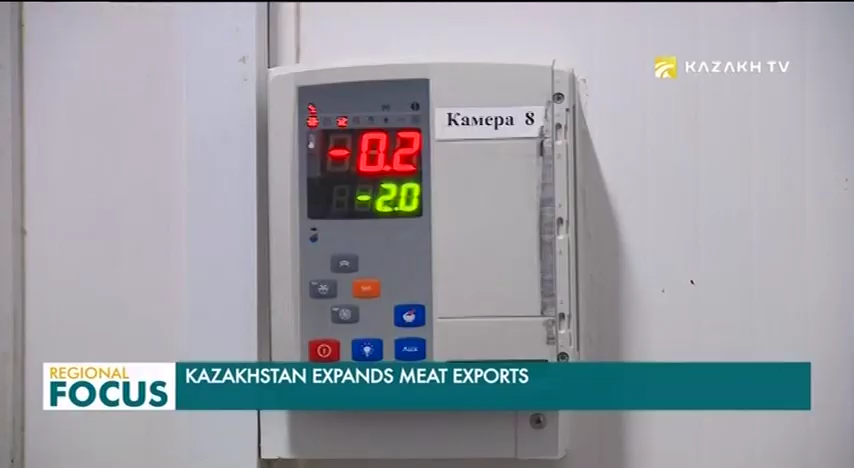 KAZAKH TV
Камера 8
-0.2
-2.0
REGIONAL
FOCUS
KAZAKHSTAN EXPANDS MEAT EXPORTS